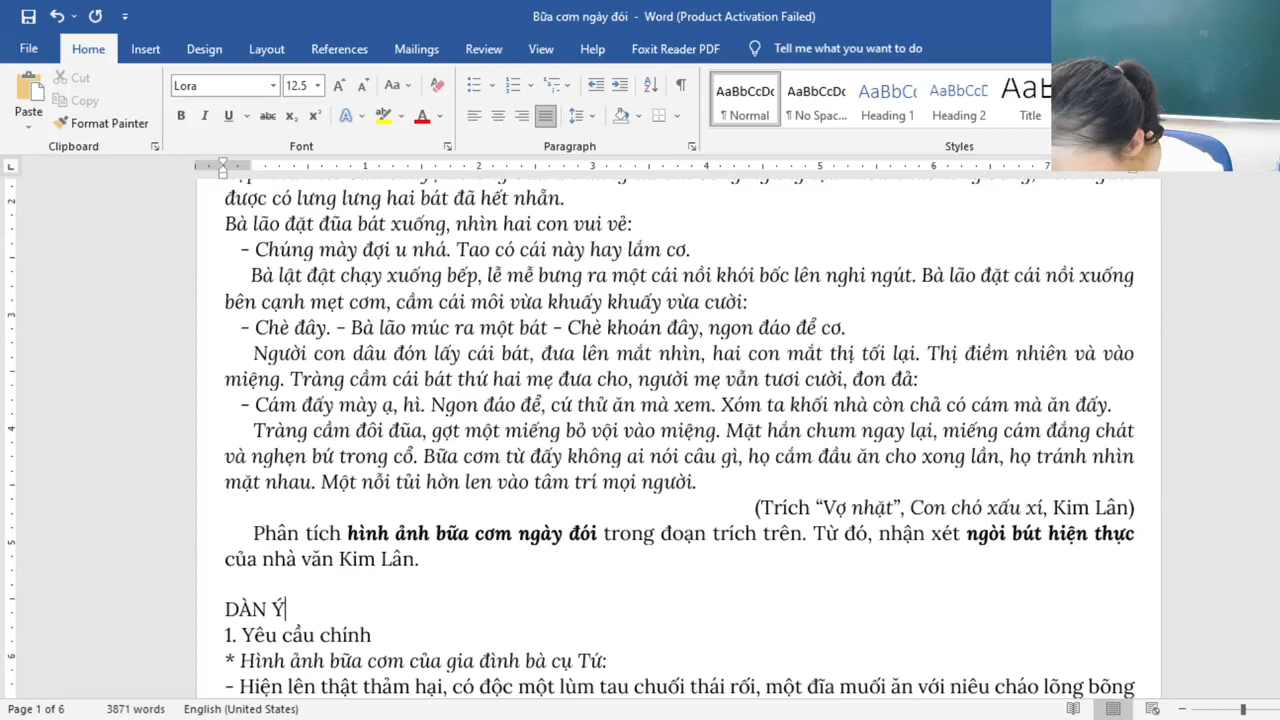 Bữa cơm ngày đói - Word (Product Activation Failed)
File Home Insert Design Layout References Mailings Review View Help Foxit Reader PDF Tell me what you want to do
Cut
Copy
Paste
Format Painter
Lora 12.5
AaBbCcDc AaBbCcDc AaBbCc AaBbCcD AaB
¶ Normal ¶ No Spac... Heading 1 Heading 2 Title
Clipboard Font Paragraph Styles
được có lưng lưng hai bát đã hết nhẵn.
Bà lão đặt đũa bát xuống, nhìn hai con vui vẻ:
- Chúng mày đợi u nhá. Tao có cái này hay lắm cơ.
Bà lật đật chạy xuống bếp, lễ mễ bưng ra một cái nồi khói bốc lên nghi ngút. Bà lão đặt cái nồi xuống
bên cạnh mẹt cơm, cầm cái môi vừa khuấy khuấy vừa cười:
- Chè đây. - Bà lão múc ra một bát - Chè khoán đây, ngon đáo để cơ.
Người con dâu đón lấy cái bát, đưa lên mắt nhìn, hai con mắt thị tối lại. Thị điềm nhiên và vào
miệng. Tràng cầm cái bát thứ hai mẹ đưa cho, người mẹ vẫn tươi cười, đon đả:
- Cám đấy mày ạ, hì. Ngon đáo để, cứ thử ăn mà xem. Xóm ta khối nhà còn chả có cám mà ăn đấy.
Tràng cầm đôi đũa, gợt một miếng bỏ vội vào miệng. Mặt hắn chum ngay lại, miếng cám đắng chát
và nghẹn bứ trong cổ. Bữa cơm từ đấy không ai nói câu gì, họ cắm đầu ăn cho xong lần, họ tránh nhìn
mặt nhau. Một nỗi tủi hờn len vào tâm trí mọi người.
(Trích “Vợ nhặt”, Con chó xấu xí, Kim Lân)
Phân tích hình ảnh bữa cơm ngày đói trong đoạn trích trên. Từ đó, nhận xét ngòi bút hiện thực
của nhà văn Kim Lân.
DÀN Ý
1. Yêu cầu chính
* Hình ảnh bữa cơm của gia đình bà cụ Tứ:
- Hiện lên thật thảm hại, có độc một lùm tau chuối thái rối, một đĩa muối ăn với niêu cháo lõng bõng
Page 1 of 6 3871 words English (United States)